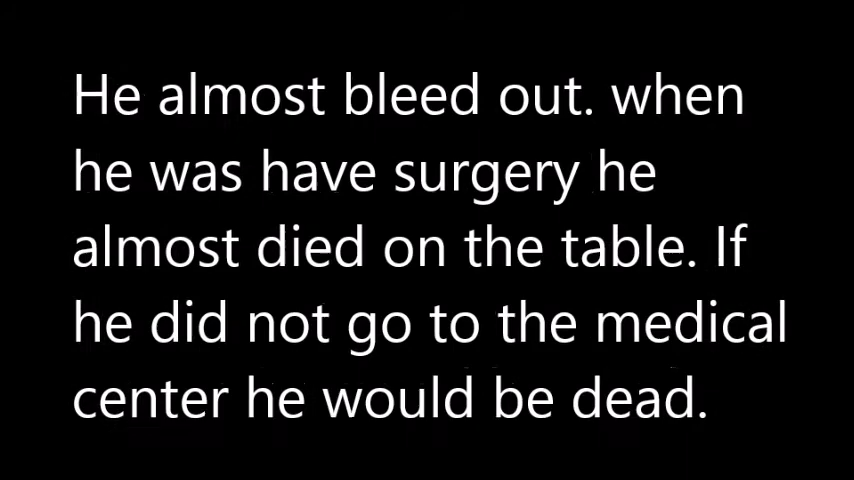 He almost bleed out. when
he was have surgery he
almost died on the table. If
he did not go to the medical
center he would be dead.